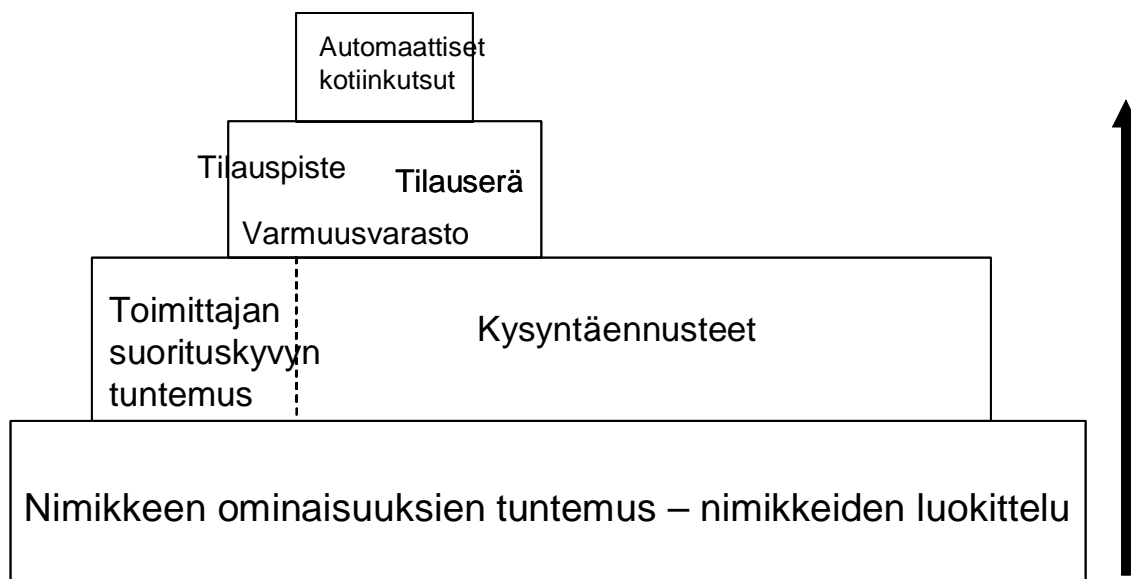 Automaattiset
kotiinkutsut
Tilauspiste
Tilauserä
Varmuusvarasto
Toimittajan
suorituskyvyn
tuntemus
Kysyntäennusteet
Nimikkeen ominaisuuksien tuntemus – nimikkeiden luokittelu